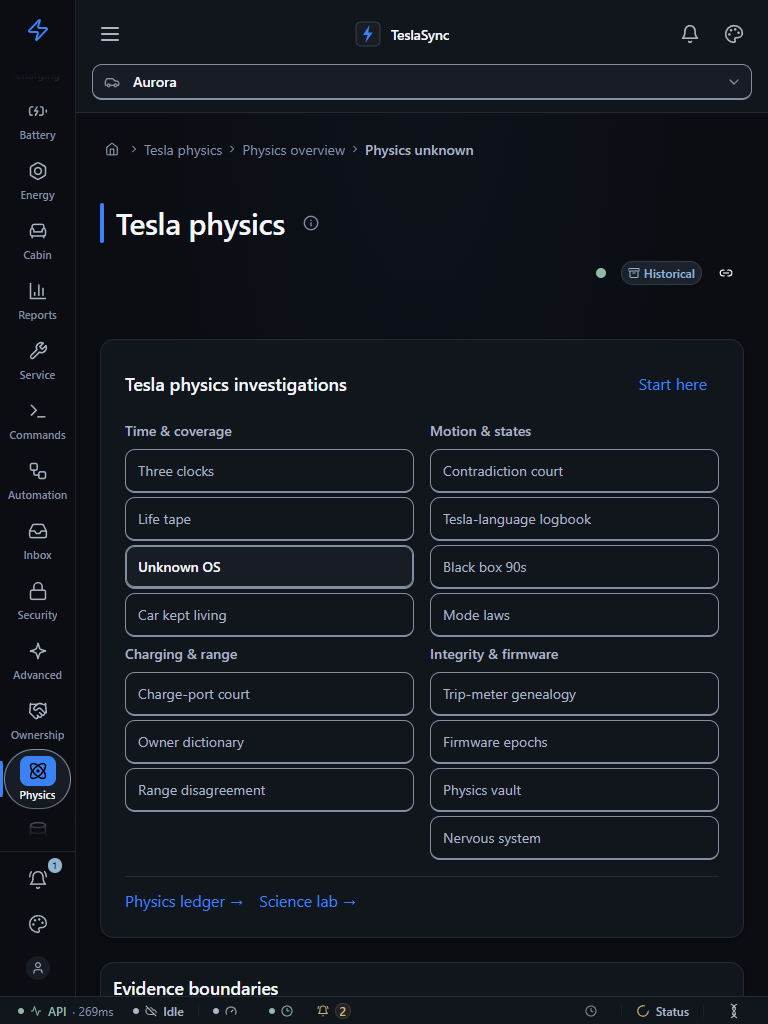 TeslaSync
Aurora
Charging
Battery
Energy
Cabin
Reports
Service
Commands
Automation
Inbox
Security
Advanced
Ownership
Physics
1
Tesla physics > Physics overview > Physics unknown
Tesla physics
Historical
Tesla physics investigations
Start here
Time & coverage
Three clocks
Life tape
Unknown OS
Car kept living
Motion & states
Contradiction court
Tesla-language logbook
Black box 90s
Mode laws
Charging & range
Charge-port court
Owner dictionary
Range disagreement
Integrity & firmware
Trip-meter genealogy
Firmware epochs
Physics vault
Nervous system
Physics ledger → Science lab →
Evidence boundaries
API · 269ms Idle 2 Status